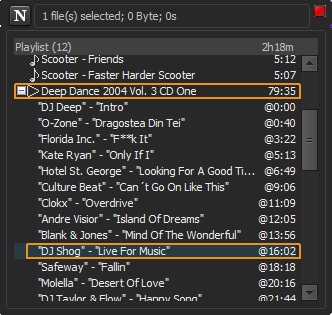 N 1 file(s) selected; 0 Byte; 0s
Playlist (12) 2h18m
Scooter - Friends 5:12
Scooter - Faster Harder Scooter 5:07
Deep Dance 2004 Vol. 3 CD One 79:35
"DJ Deep" - "Intro" @0:00
"O-Zone" - "Dragostea Din Tei" @0:40
"Florida Inc." - "F**k It" @3:22
"Kate Ryan" - "Only If I" @5:13
"Hotel St. George" - "Looking For A Good Ti... @6:49
"Culture Beat" - "Can´t Go On Like This" @9:06
"Clokx" - "Overdrive" @11:09
"Andre Visior" - "Island Of Dreams" @12:05
"Blank & Jones" - "Mind Of The Wonderful" @13:56
"DJ Shog" - "Live For Music" @16:02
"Safeway" - "Fallin" @18:18
"Molella" - "Desert Of Love" @20:16
"DJ Taylor & Flow" - "Happy Song" @21:44